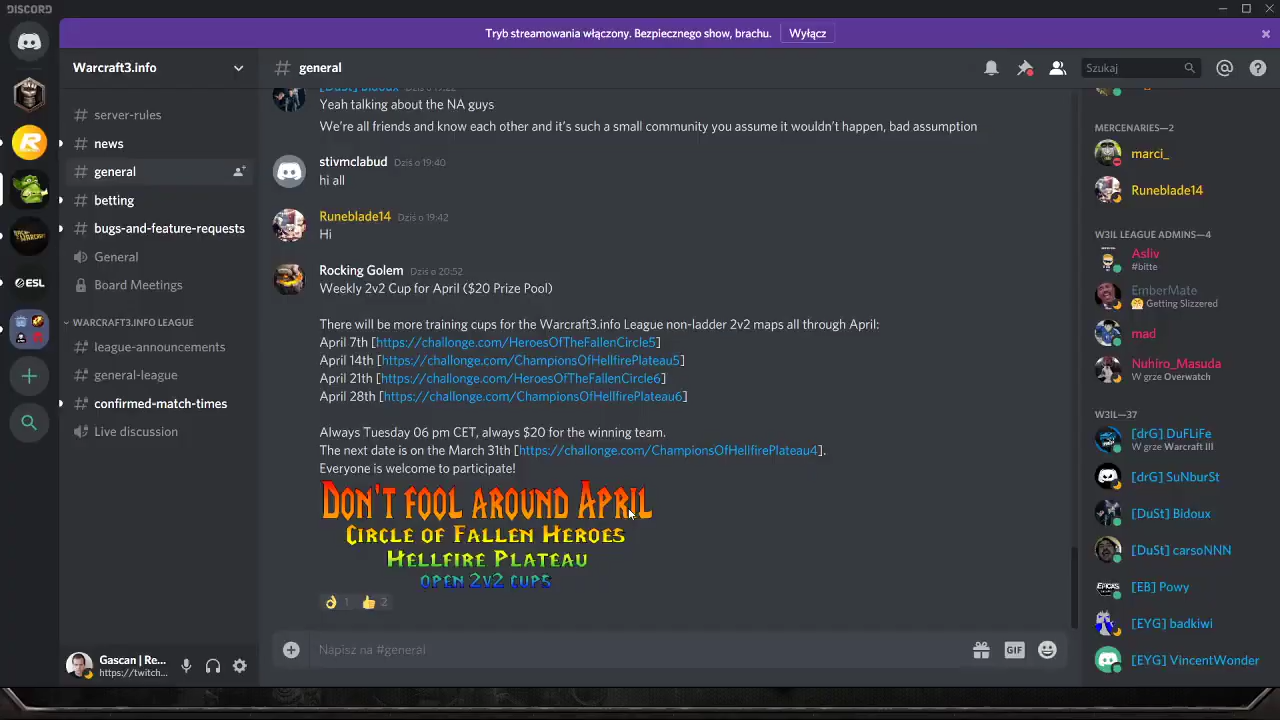 DISCORD
Tryb streamowania włączony. Bezpiecznego show, brachu.
Wyłącz
Warcraft3.info
general
Szukaj
server-rules
news
general
betting
bugs-and-feature-requests
General
Board Meetings
WARCRAFT3.INFO LEAGUE
league-announcements
general-league
confirmed-match-times
Live discussion
Gascan | Re...
https://twitch...
[DuSt] Bidoux Dziś o 19:22
Yeah talking about the NA guys
We're all friends and know each other and it's such a small community you assume it wouldn't happen, bad assumption
stivmclabud Dziś o 19:40
hi all
Runeblade14 Dziś o 19:42
Hi
Rocking Golem Dziś o 20:52
Weekly 2v2 Cup for April ($20 Prize Pool)
There will be more training cups for the Warcraft3.info League non-ladder 2v2 maps all through April:
April 7th [https://challonge.com/HeroesOfTheFallenCircle5]
April 14th [https://challonge.com/ChampionsOfHellfirePlateau5]
April 21th [https://challonge.com/HeroesOfTheFallenCircle6]
April 28th [https://challonge.com/ChampionsOfHellfirePlateau6]
Always Tuesday 06 pm CET, always $20 for the winning team.
The next date is on the March 31th [https://challonge.com/ChampionsOfHellfirePlateau4].
Everyone is welcome to participate!
DON'T FOOL AROUND APRIL
CIRCLE OF FALLEN HEROES
HELLFIRE PLATEAU
OPEN 2V2 CUPS
1
2
Napisz na #general
GIF
MERCENARIES—2
marci_
Runeblade14
W3IL LEAGUE ADMINS—4
Asliv
#bitte
EmberMate
Getting Slizzered
mad
Nuhiro_Masuda
W grze Overwatch
W3IL—37
[drG] DuFLiFe
W grze Warcraft III
[drG] SuNburSt
[DuSt] Bidoux
[DuSt] carsoNNN
[EB] Powy
[EYG] badkiwi
[EYG] VincentWonder
ESL